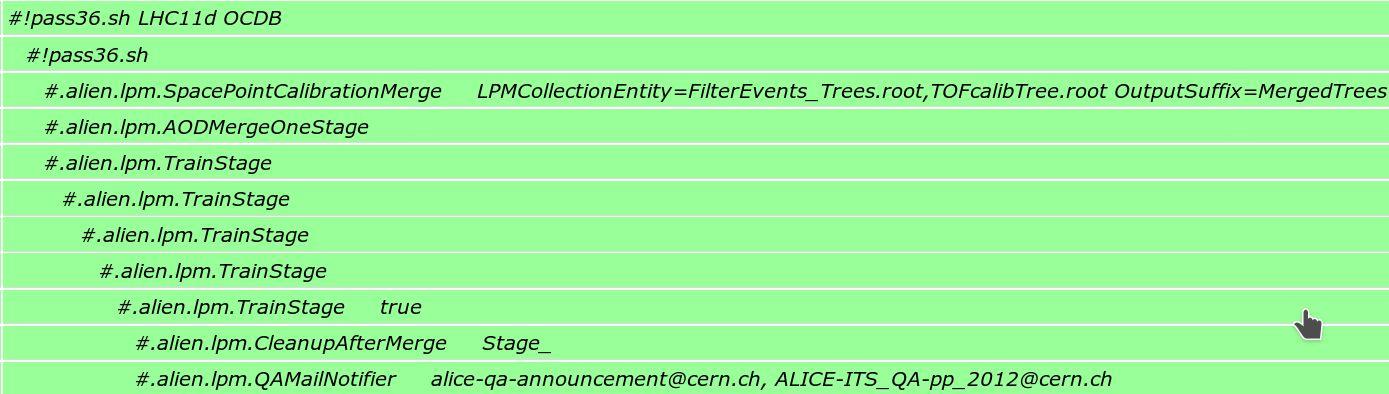 #!pass36.sh LHC11d OCDB
#!pass36.sh
#.alien.lpm.SpacePointCalibrationMerge LPMCollectionEntity=FilterEvents_Trees.root,TOFcalibTree.root OutputSuffix=MergedTrees
#.alien.lpm.AODMergeOneStage
#.alien.lpm.TrainStage
#.alien.lpm.TrainStage
#.alien.lpm.TrainStage
#.alien.lpm.TrainStage
#.alien.lpm.TrainStage true
#.alien.lpm.CleanupAfterMerge Stage_
#.alien.lpm.QAMailNotifier alice-qa-announcement@cern.ch, ALICE-ITS_QA-pp_2012@cern.ch